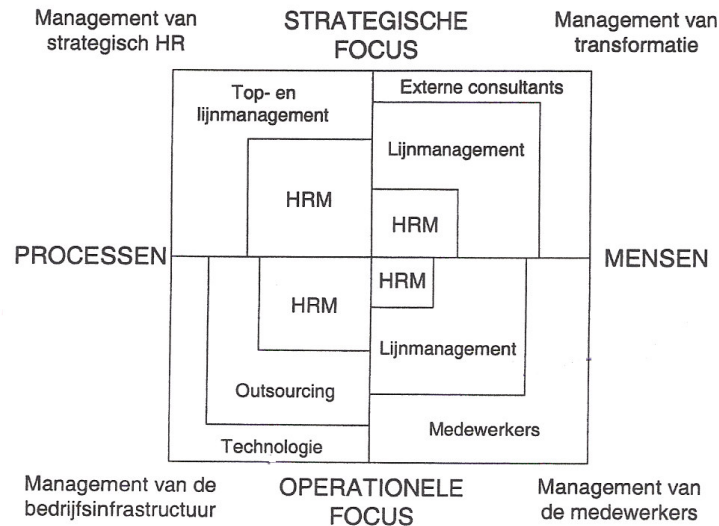 Management van
strategisch HR
STRATEGISCHE
FOCUS
Management van
transformatie
Top- en
lijnmanagement
HRM
Externe consultants
Lijnmanagement
HRM
PROCESSEN
MENSEN
HRM
Outsourcing
Technologie
HRM
Lijnmanagement
Medewerkers
Management van de
bedrijfsinfrastructuur
OPERATIONELE
FOCUS
Management van
de medewerkers